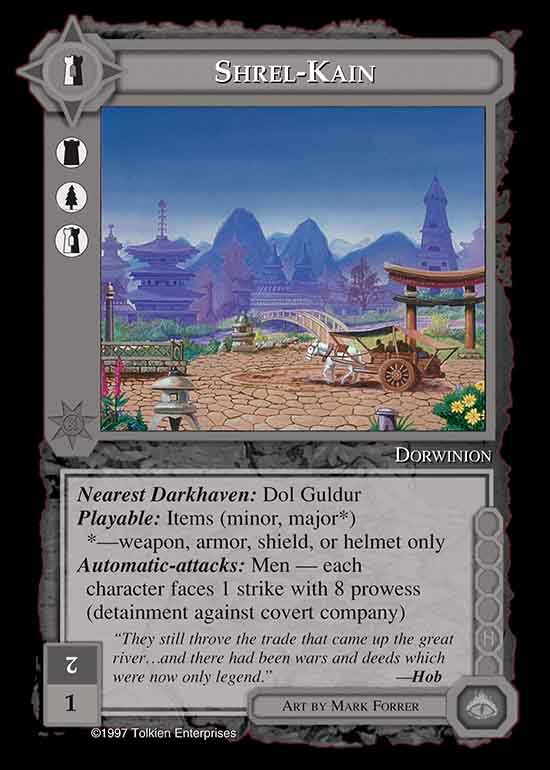 Shrel-Kain
Dorwinion
Nearest Darkhaven: Dol Guldur
Playable: Items (minor, major*)
*—weapon, armor, shield, or helmet only
Automatic-attacks: Men — each
character faces 1 strike with 8 prowess
(detainment against covert company)
“They still throve the trade that came up the great
river…and there had been wars and deeds which
were now only legend.” —Hob
2
1
Art by Mark Forrer
H
©1997 Tolkien Enterprises